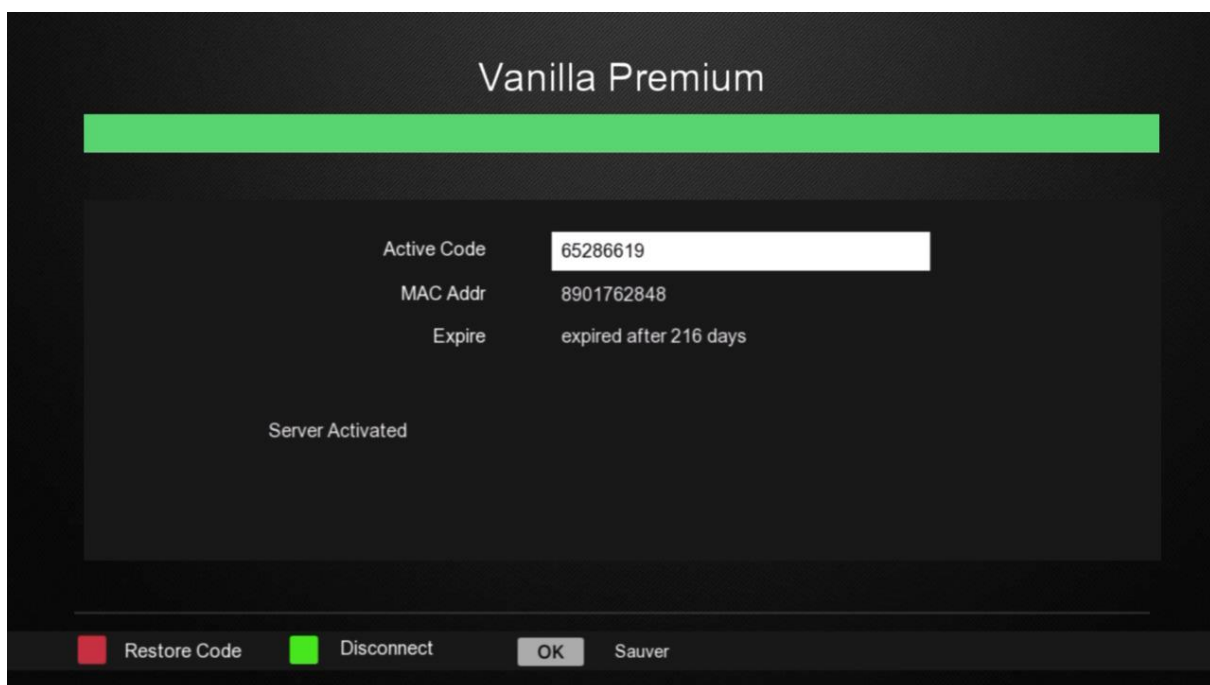 Vanilla Premium
Active Code 65286619
MAC Addr 8901762848
Expire expired after 216 days
Server Activated
Restore Code Disconnect OK Sauver